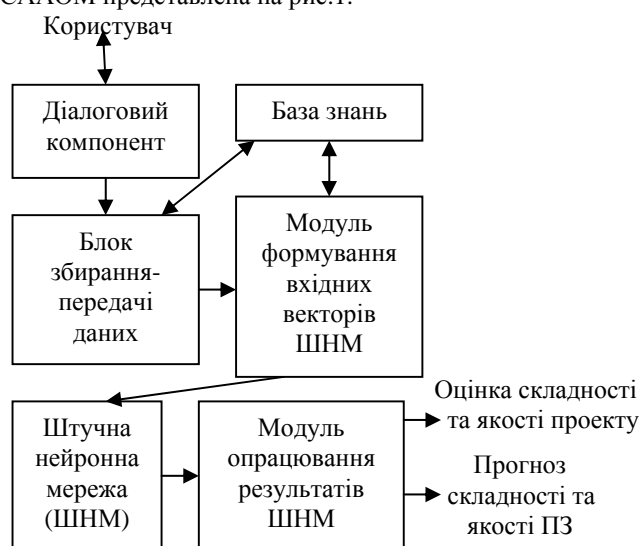 САЛОМ представлена на рис.1.
Користувач
Діалоговий
компонент
База знань
Блок
збирання-
передачі
даних
Модуль
формування
вхідних
векторів
ШНМ
Штучна
нейронна
мережа
(ШНМ)
Модуль
опрацювання
результатів
ШНМ
Оцінка складності
та якості проекту
Прогноз
складності та
якості ПЗ